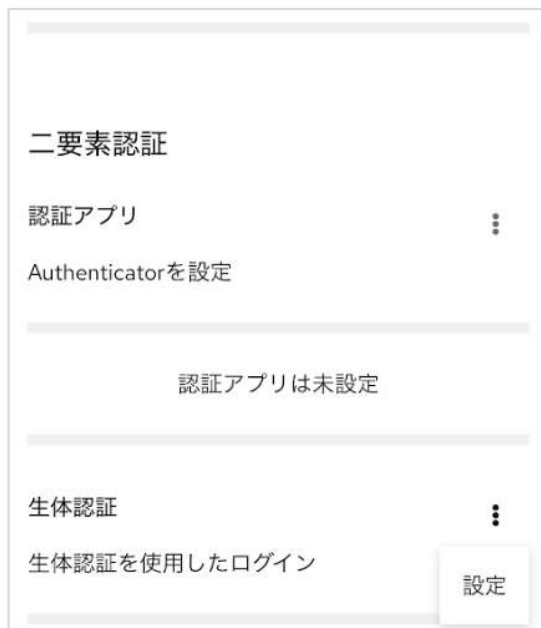 二要素認証
認証アプリ
Authenticatorを設定
認証アプリは未設定
生体認証
生体認証を使用したログイン
設定